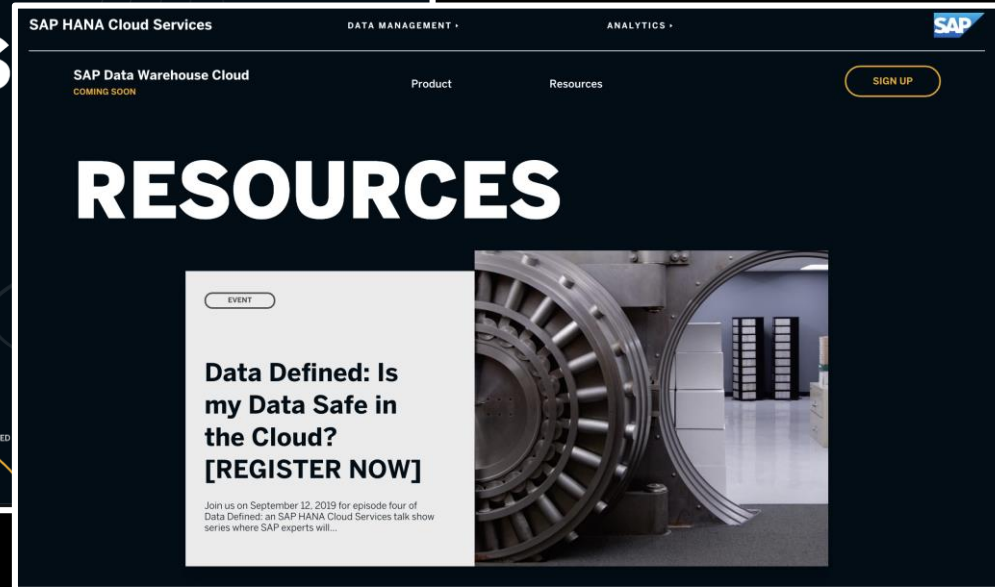 SAP HANA Cloud Services
DATA MANAGEMENT
ANALYTICS
SAP
SAP Data Warehouse Cloud
COMING SOON
Product
Resources
SIGN UP
S
RESOURCES
EVENT
Data Defined: Is
my Data Safe in
the Cloud?
[REGISTER NOW]
ED
Join us on September 12, 2019 for episode four of
Data Defined: an SAP HANA Cloud Services talk show
series where SAP experts will...